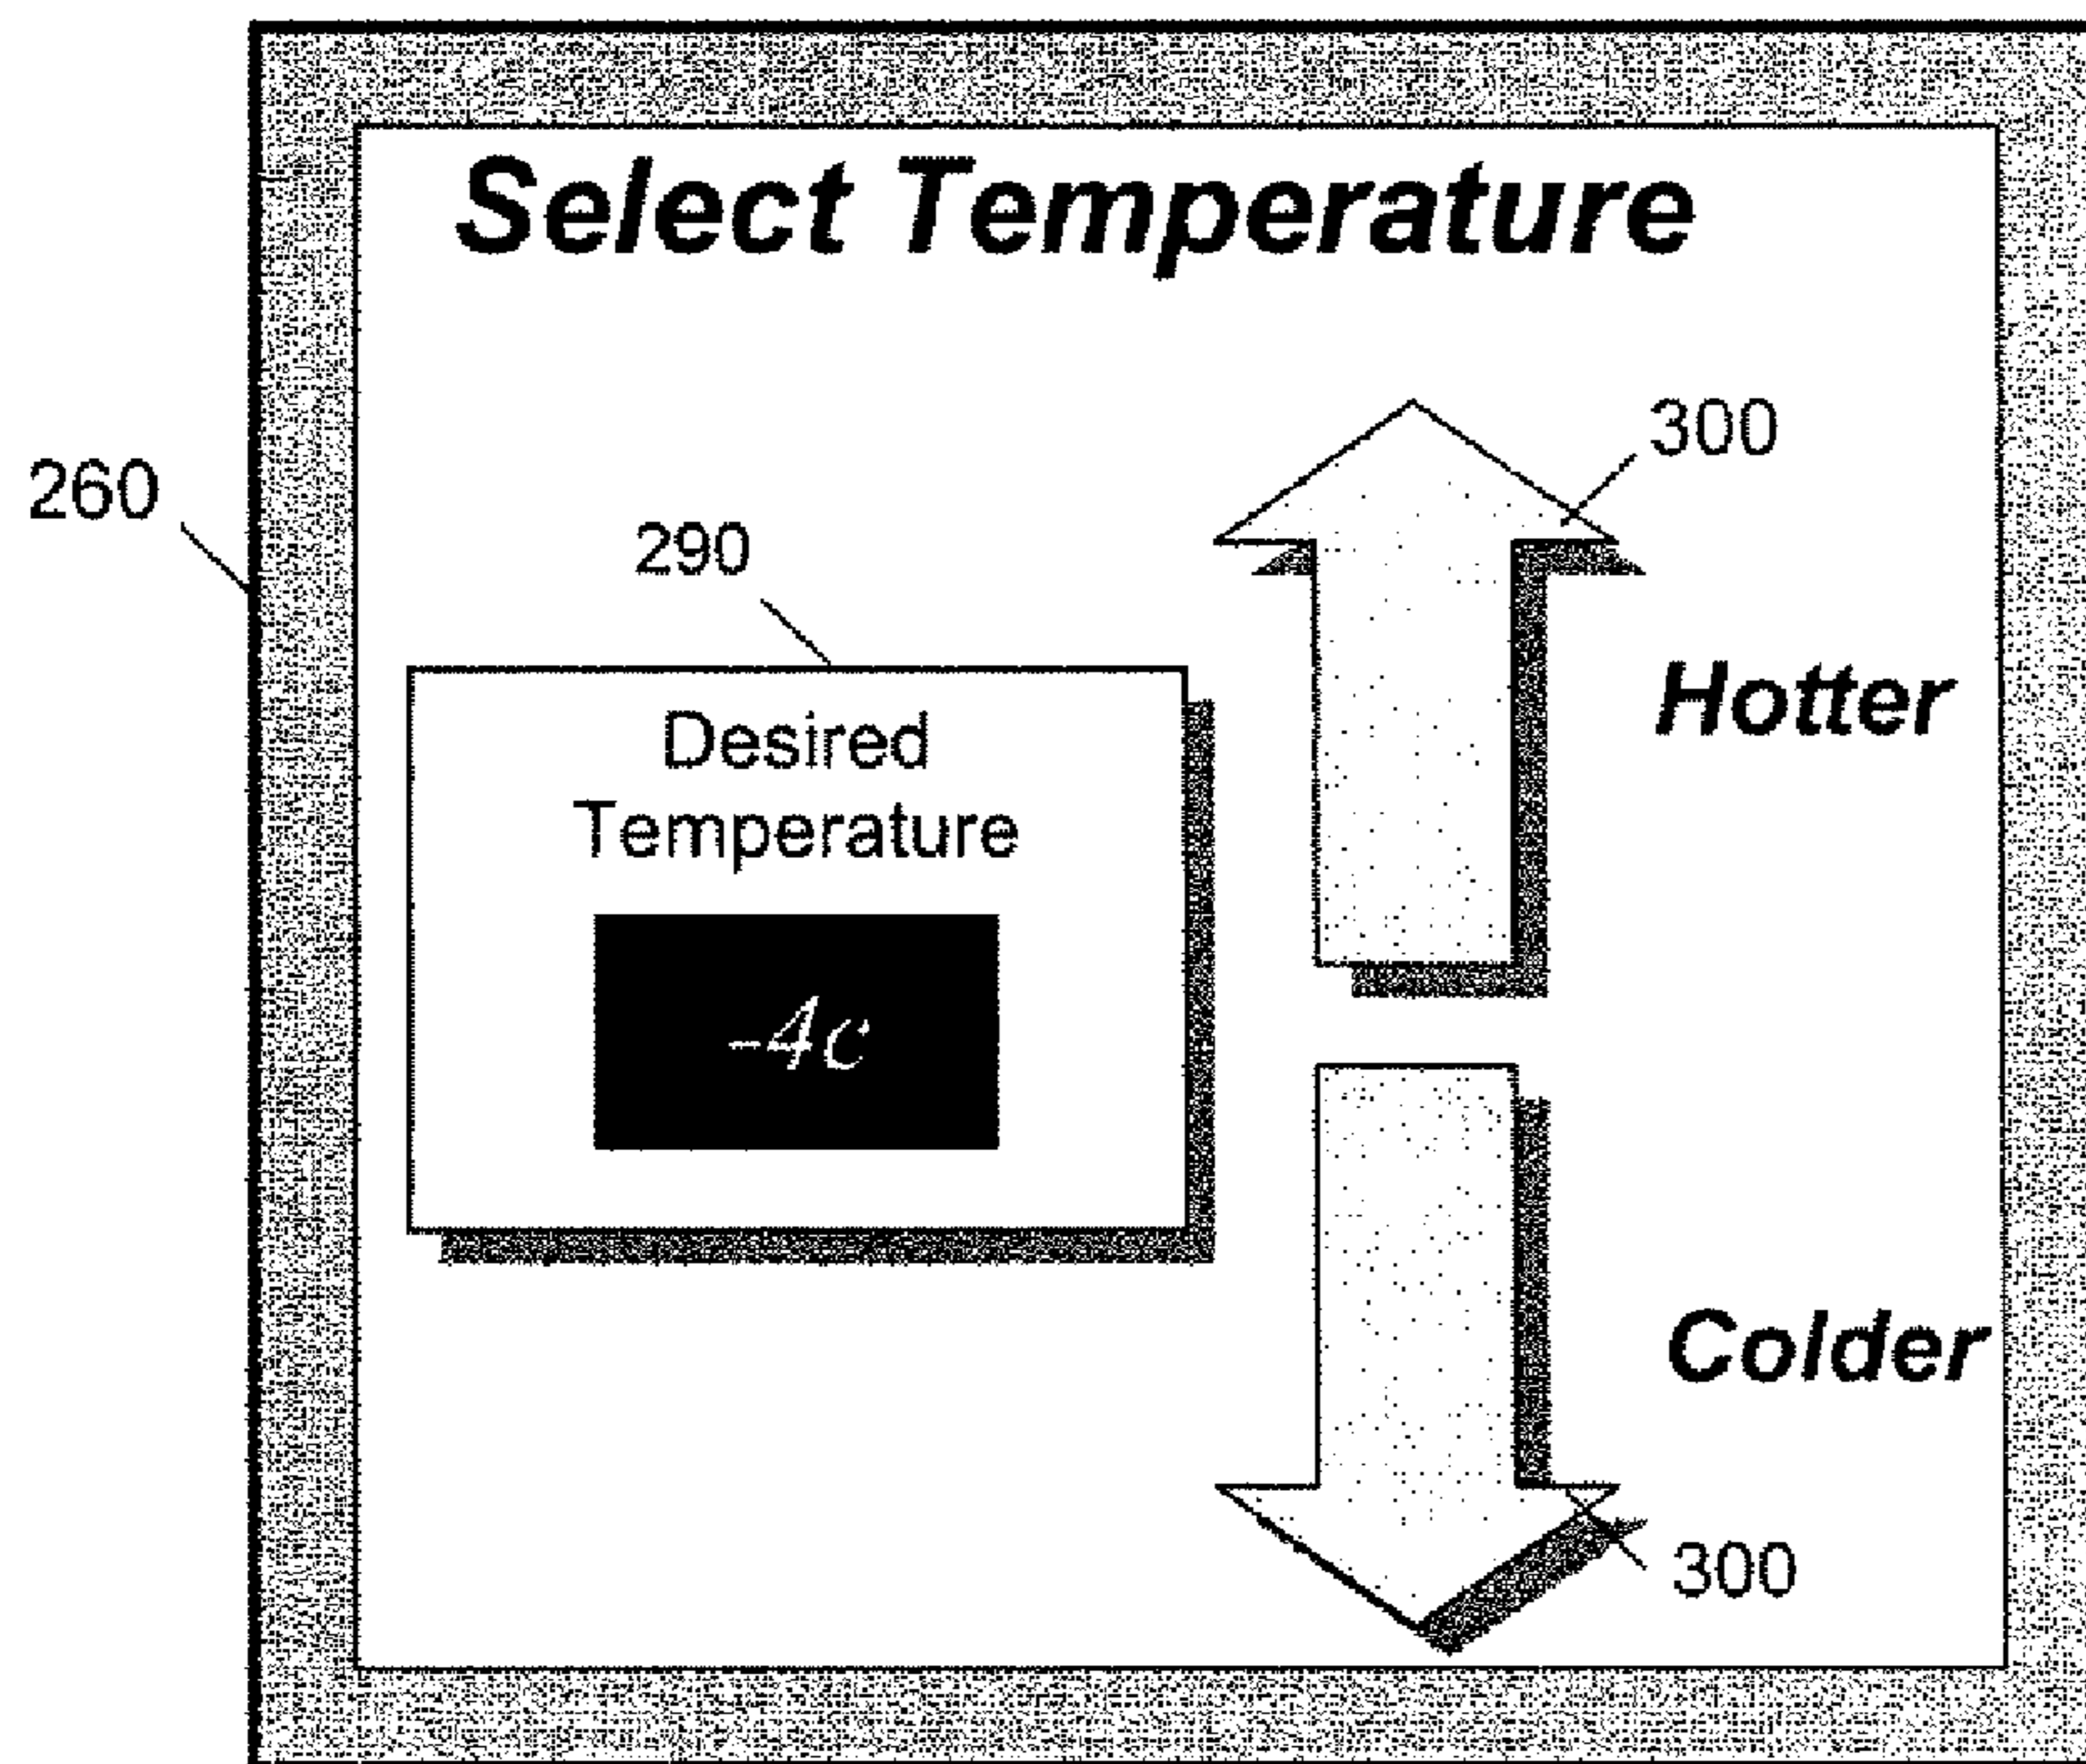 Select Temperature
300
260
290
Hotter
Desired
Temperature
-4c
Colder
300